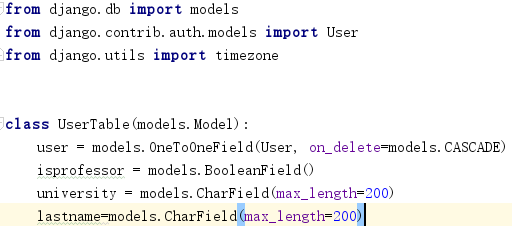 from django.db import models
from django.contrib.auth.models import User
from django.utils import timezone
class UserTable(models.Model):
user = models.OneToOneField(User, on_delete=models.CASCADE)
isprofessor = models.BooleanField()
university = models.CharField(max_length=200)
lastname=models.CharField(max_length=200)